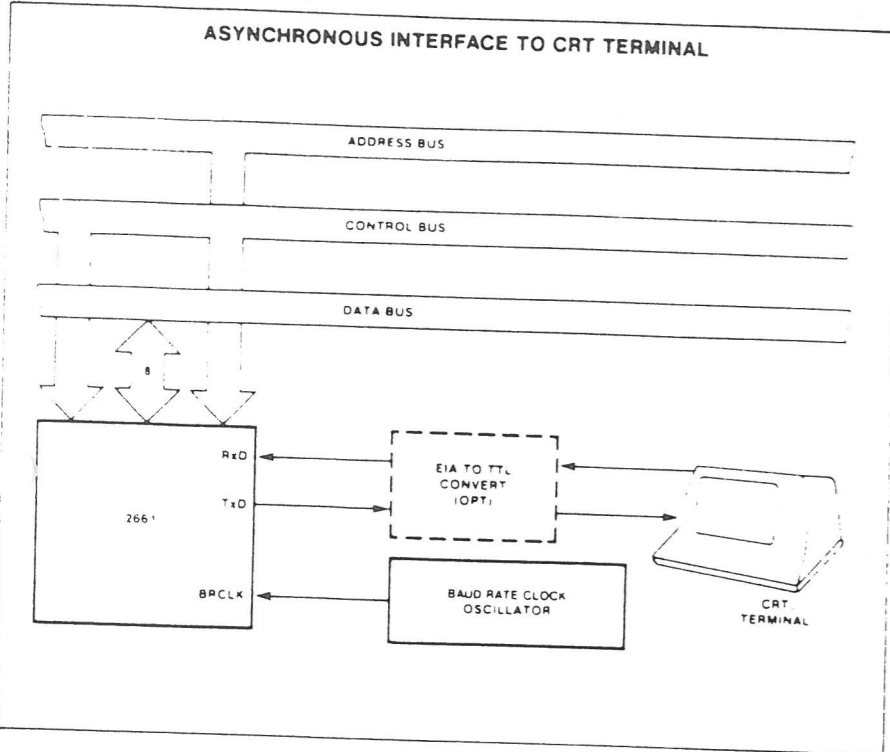 ASYNCHRONOUS INTERFACE TO CRT TERMINAL
ADDRESS BUS
CONTROL BUS
DATA BUS
8
RxD
TxD
2661
BRCLK
EIA TO TTL
CONVERT
(OPT)
BAUD RATE CLOCK
OSCILLATOR
CRT
TERMINAL